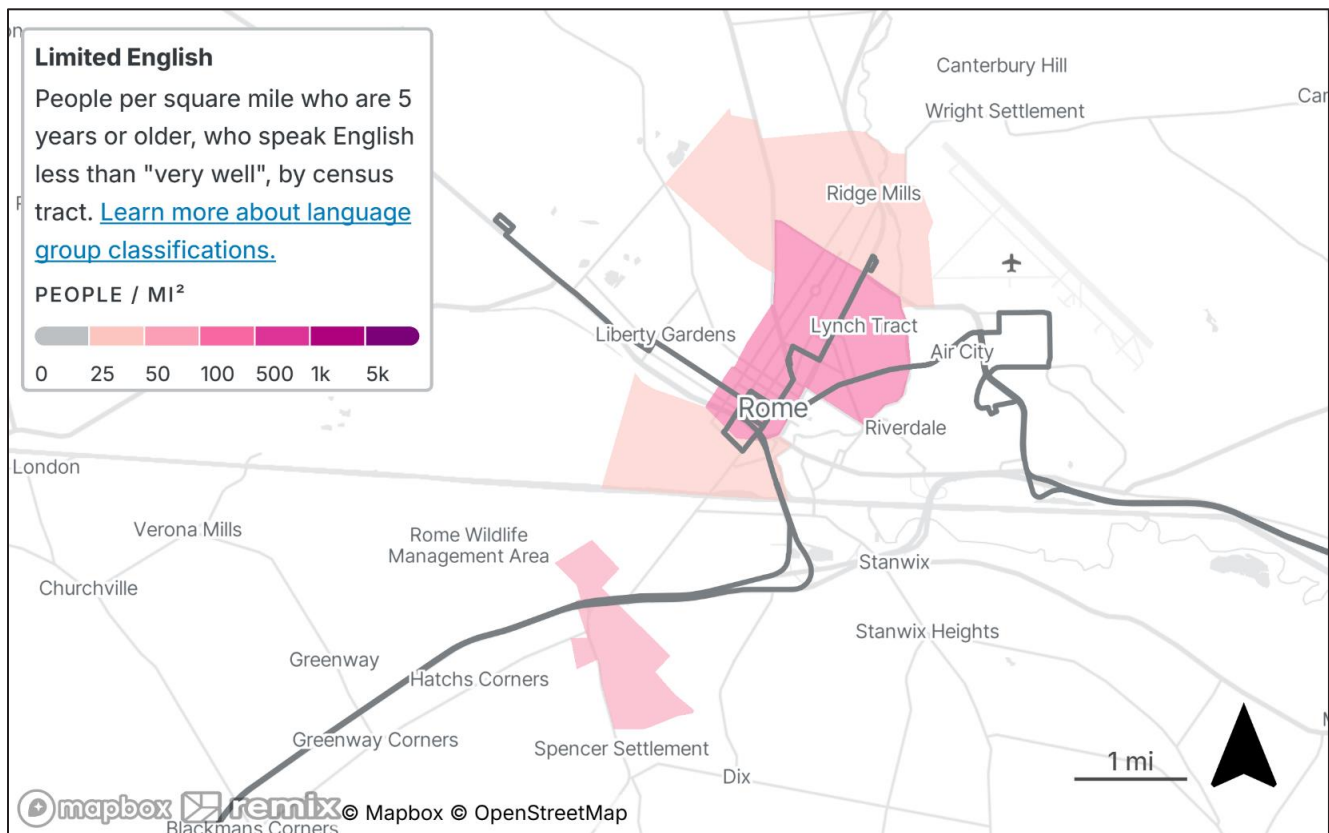 Limited English
People per square mile who are 5
years or older, who speak English
less than "very well", by census
tract. Learn more about language
group classifications.
PEOPLE / MI²
0 25 50 100 500 1k 5k
Canterbury Hill
Wright Settlement
Ridge Mills
Liberty Gardens
Lynch Tract
Air City
Rome
Riverdale
London
Verona Mills
Rome Wildlife
Management Area
Churchville
Stanwix
Stanwix Heights
Greenway
Hatchs Corners
Greenway Corners
Spencer Settlement
Dix
1 mi
mapbox remix © Mapbox © OpenStreetMap
Blackmans Corners